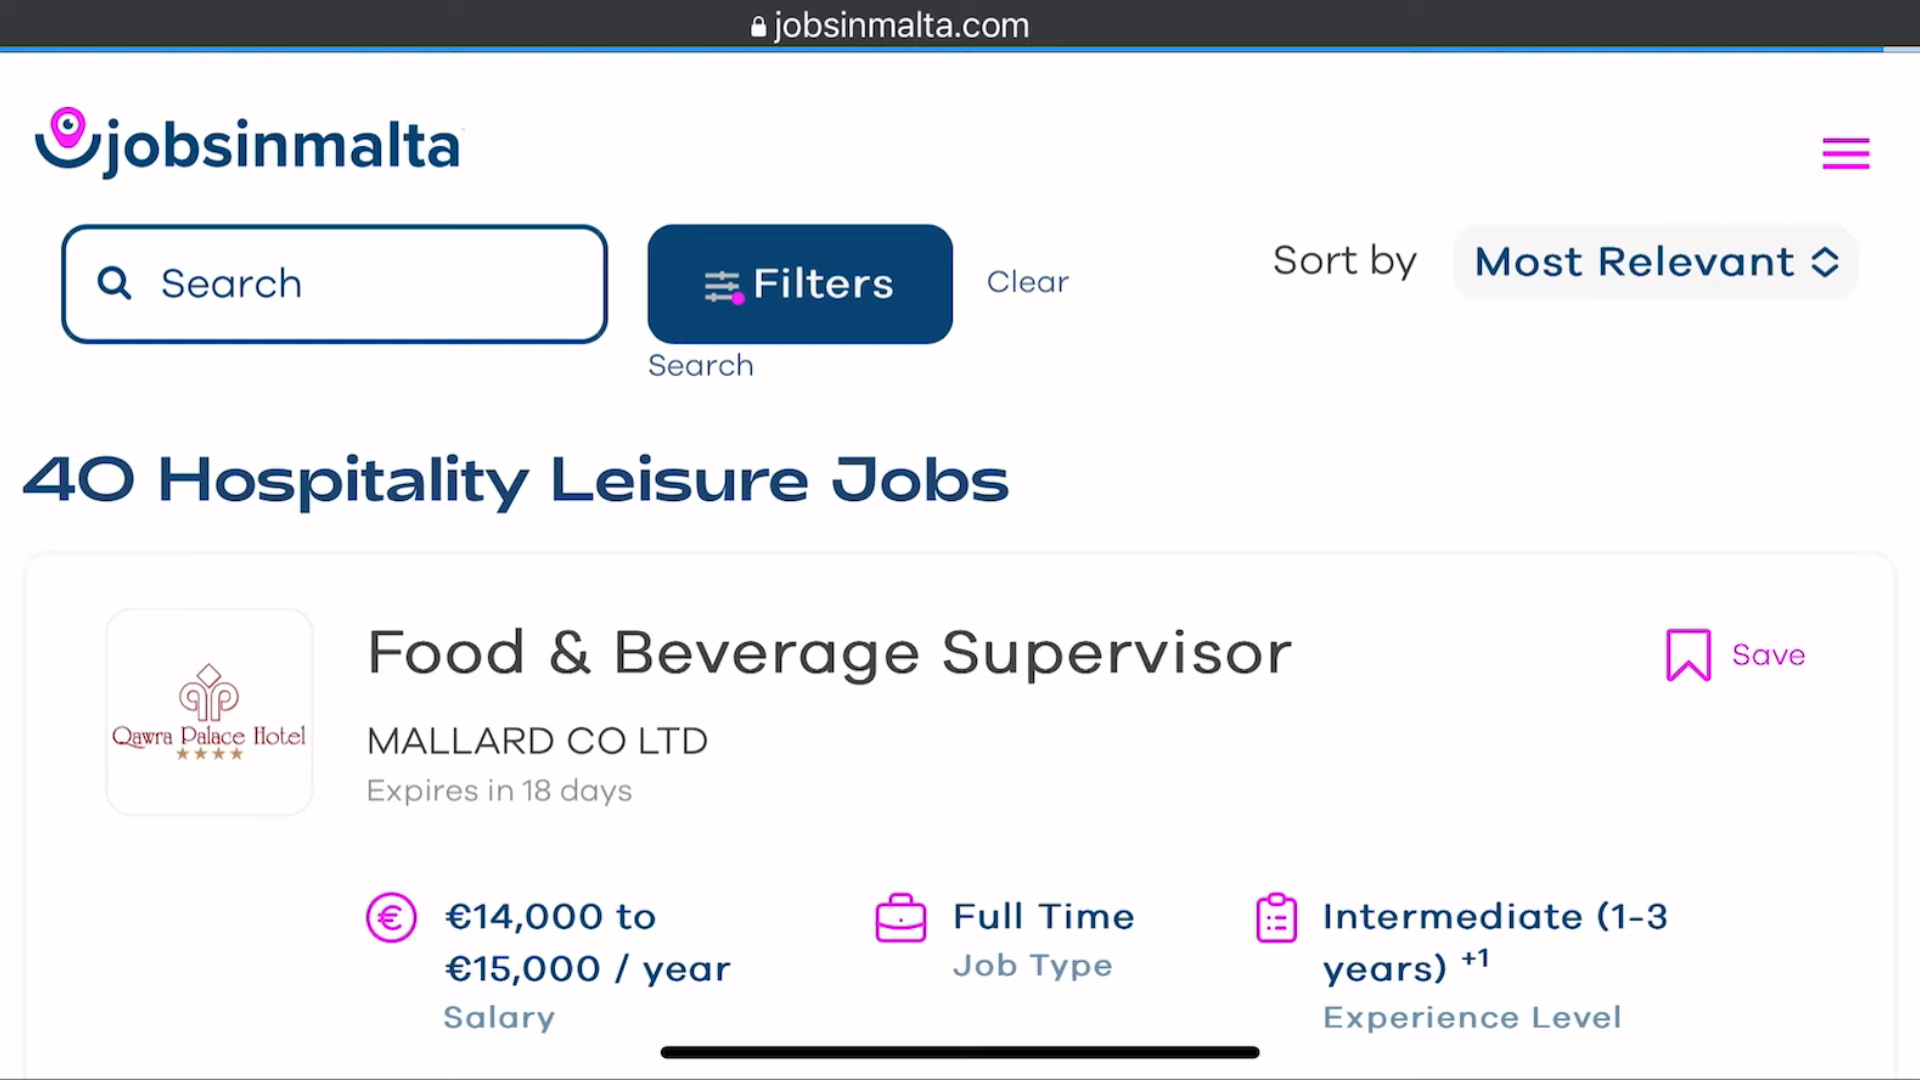 jobsinmalta.com
jobsinmalta
Search
Filters
Clear
Sort by
Most Relevant
Search
40 Hospitality Leisure Jobs
Food & Beverage Supervisor
Save
Qawra Palace Hotel
MALLARD CO LTD
Expires in 18 days
€14,000 to
€15,000 / year
Salary
Full Time
Job Type
Intermediate (1-3
years) +1
Experience Level